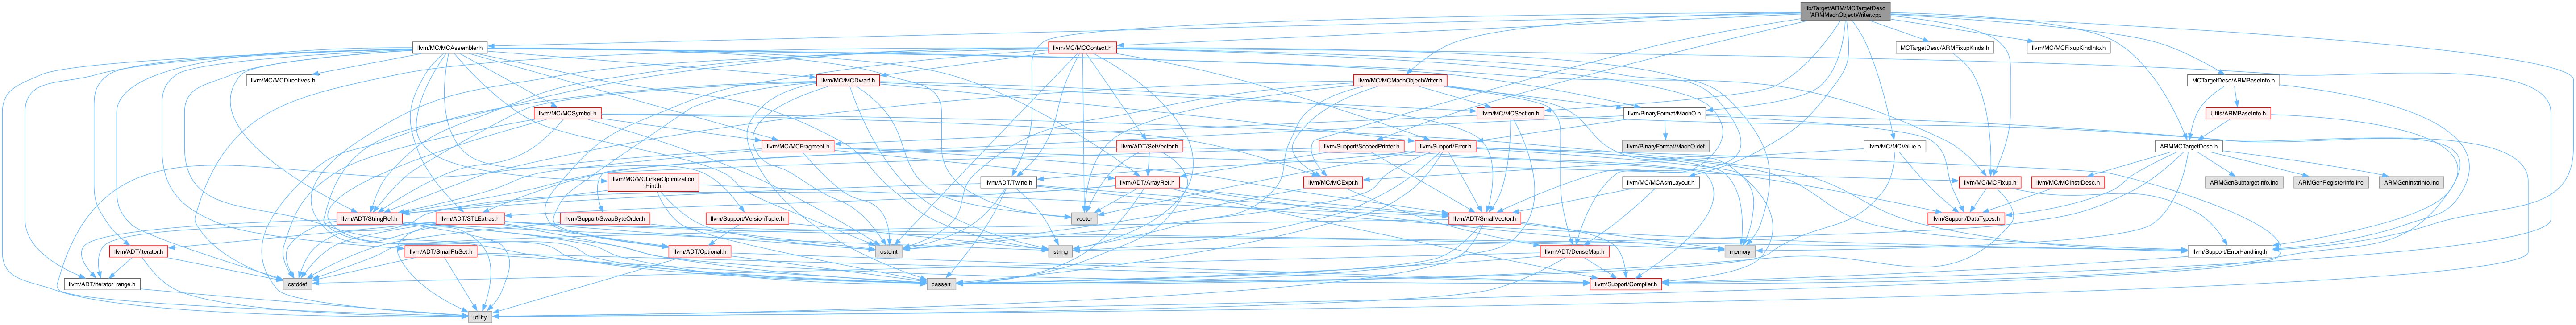 lib/Target/ARM/MCTargetDesc
/ARMMachObjectWriter.cpp
llvm/MC/MCAssembler.h
llvm/MC/MCContext.h
MCTargetDesc/ARMFixupKinds.h
llvm/MC/MCFixupKindInfo.h
llvm/MC/MCDirectives.h
llvm/MC/MCDwarf.h
llvm/MC/MCMachObjectWriter.h
MCTargetDesc/ARMBaseInfo.h
llvm/MC/MCSymbol.h
llvm/MC/MCSection.h
llvm/BinaryFormat/MachO.h
Utils/ARMBaseInfo.h
llvm/MC/MCFragment.h
llvm/ADT/SetVector.h
llvm/Support/ScopedPrinter.h
llvm/Support/Error.h
llvm/BinaryFormat/MachO.def
llvm/MC/MCValue.h
ARMMCTargetDesc.h
llvm/MC/MCLinkerOptimization
Hint.h
llvm/ADT/Twine.h
llvm/ADT/ArrayRef.h
llvm/MC/MCExpr.h
llvm/MC/MCAsmLayout.h
llvm/MC/MCFixup.h
llvm/MC/MCInstrDesc.h
ARMGenSubtargetInfo.inc
ARMGenRegisterInfo.inc
ARMGenInstrInfo.inc
llvm/ADT/StringRef.h
llvm/ADT/STLExtras.h
llvm/Support/SwapByteOrder.h
llvm/Support/VersionTuple.h
vector
llvm/ADT/SmallVector.h
llvm/Support/DataTypes.h
llvm/ADT/iterator.h
llvm/ADT/SmallPtrSet.h
llvm/ADT/Optional.h
cstdint
string
llvm/ADT/DenseMap.h
memory
llvm/Support/ErrorHandling.h
llvm/ADT/iterator_range.h
cstddef
cassert
llvm/Support/Compiler.h
utility